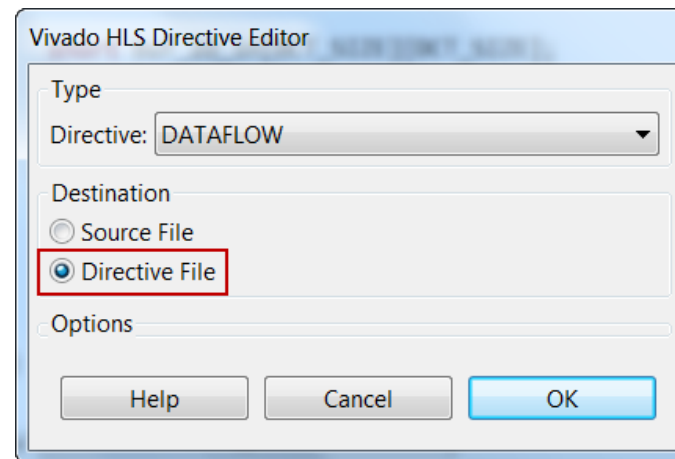 Vivado HLS Directive Editor
Type
Directive: DATAFLOW
Destination
Source File
Directive File
Options
Help Cancel OK